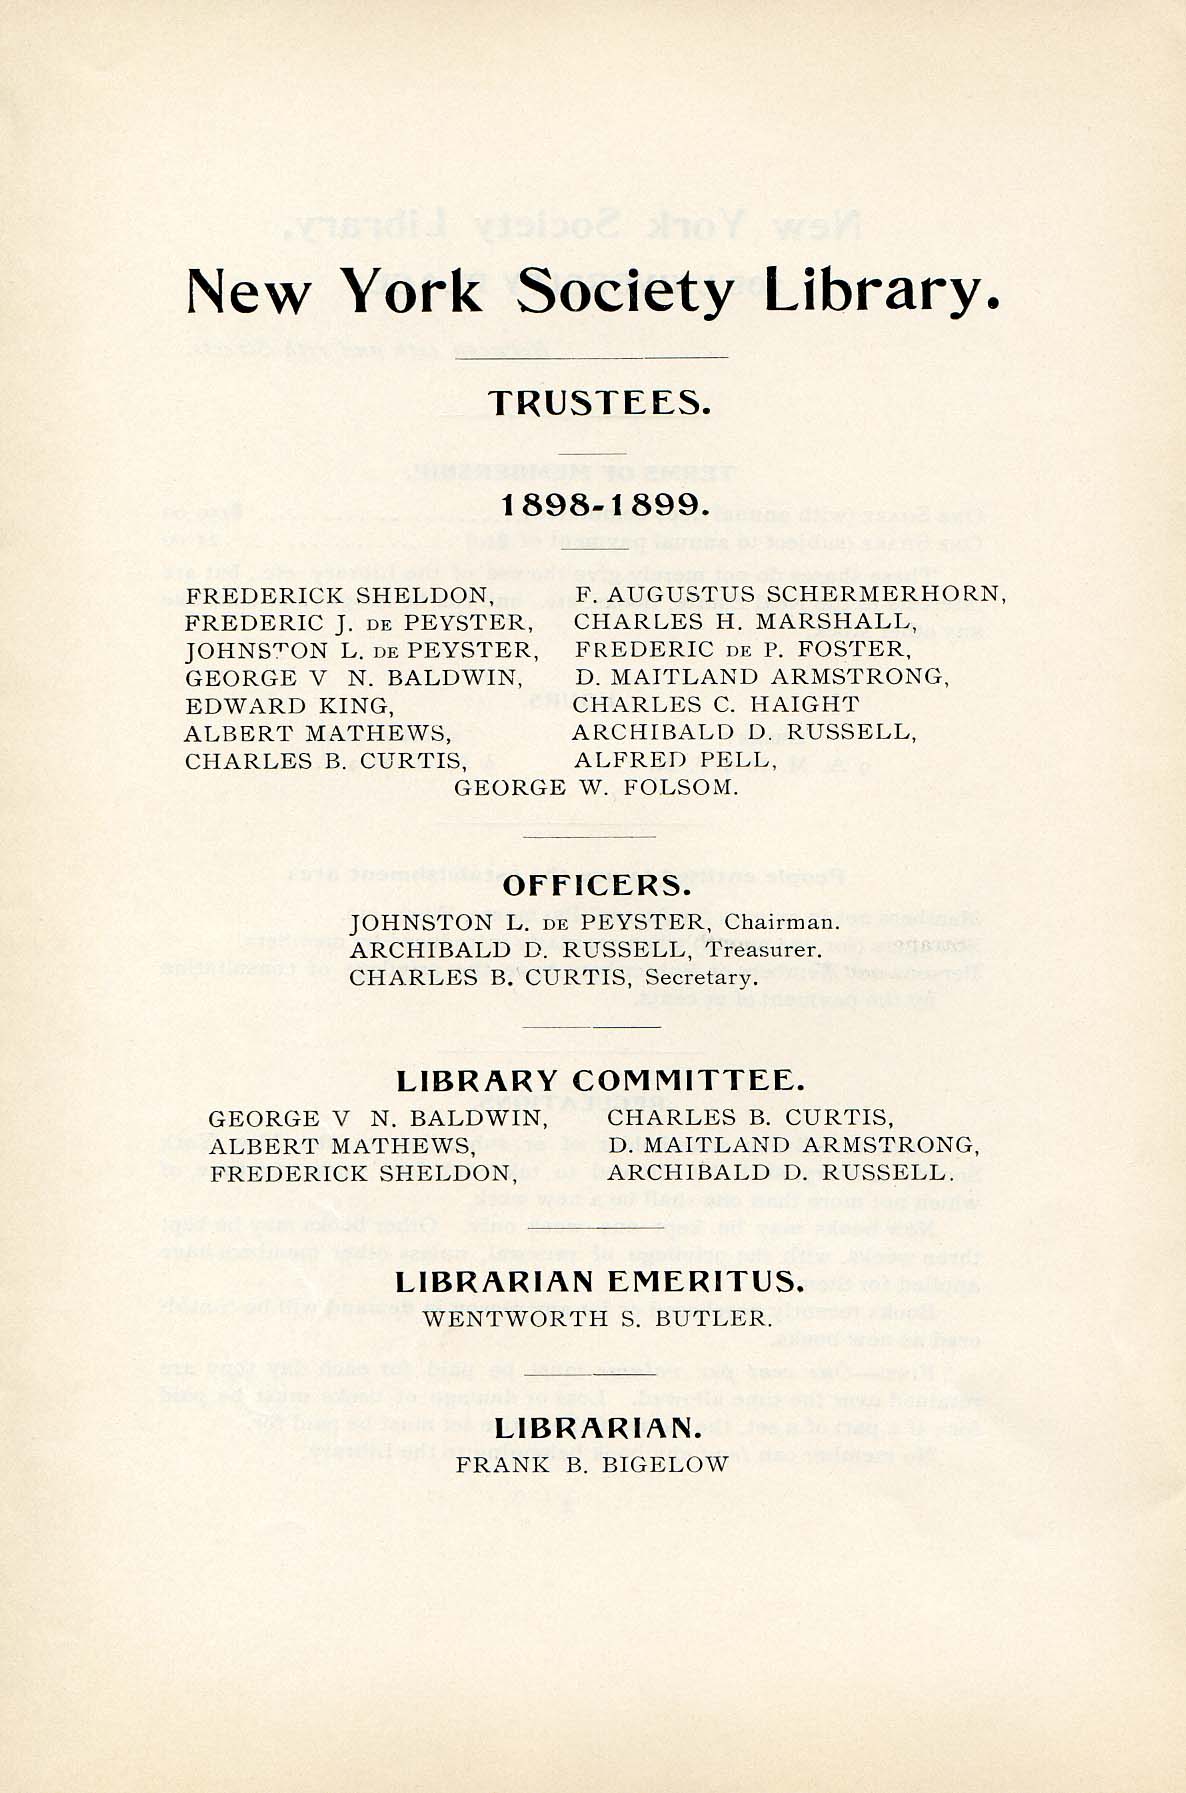 New York Society Library.
TRUSTEES.
1898-1899.
FREDERICK SHELDON, F. AUGUSTUS SCHERMERHORN,
FREDERIC J. DE PEYSTER, CHARLES H. MARSHALL,
JOHNSTON L. DE PEYSTER, FREDERIC DE P. FOSTER,
GEORGE V N. BALDWIN, D. MAITLAND ARMSTRONG,
EDWARD KING, CHARLES C. HAIGHT
ALBERT MATHEWS, ARCHIBALD D. RUSSELL,
CHARLES B. CURTIS, ALFRED PELL,
GEORGE W. FOLSOM.
OFFICERS.
JOHNSTON L. DE PEYSTER, Chairman.
ARCHIBALD D. RUSSELL, Treasurer.
CHARLES B. CURTIS, Secretary.
LIBRARY COMMITTEE.
GEORGE V N. BALDWIN, CHARLES B. CURTIS,
ALBERT MATHEWS, D. MAITLAND ARMSTRONG,
FREDERICK SHELDON, ARCHIBALD D. RUSSELL.
LIBRARIAN EMERITUS.
WENTWORTH S. BUTLER.
LIBRARIAN.
FRANK B. BIGELOW